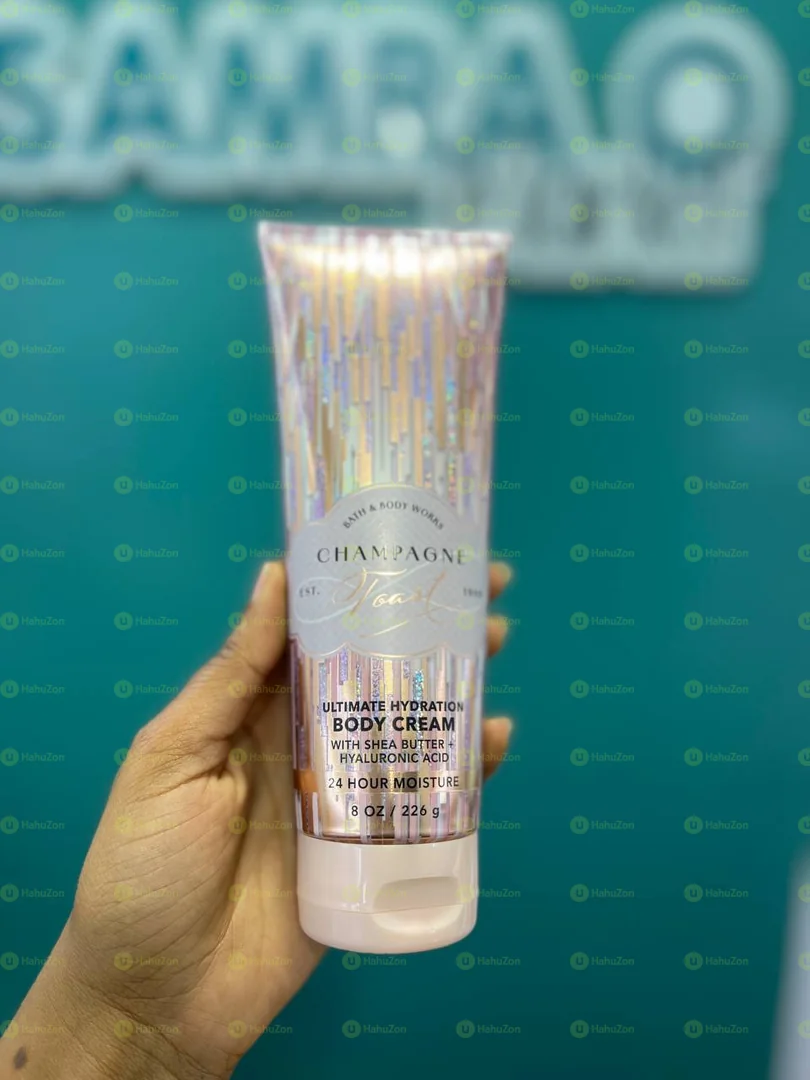 BATH & BODY WORKS
CHAMPAGNE
EST.
Toast
ULTIMATE HYDRATION
BODY CREAM
WITH SHEA BUTTER +
HYALURONIC ACID
24 HOUR MOISTURE
8 OZ / 226 g
HahuZon